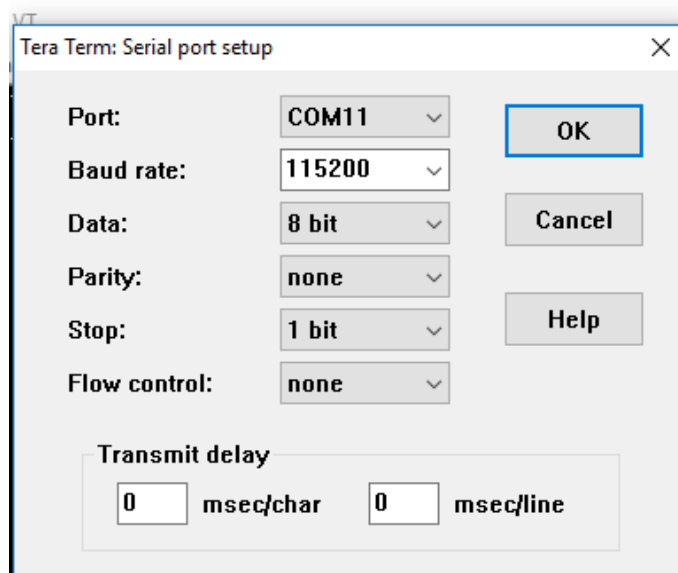 VT
Tera Term: Serial port setup
Port: COM11
OK
Baud rate: 115200
Data: 8 bit
Cancel
Parity: none
Stop: 1 bit
Help
Flow control: none
Transmit delay
0 msec/char 0 msec/line